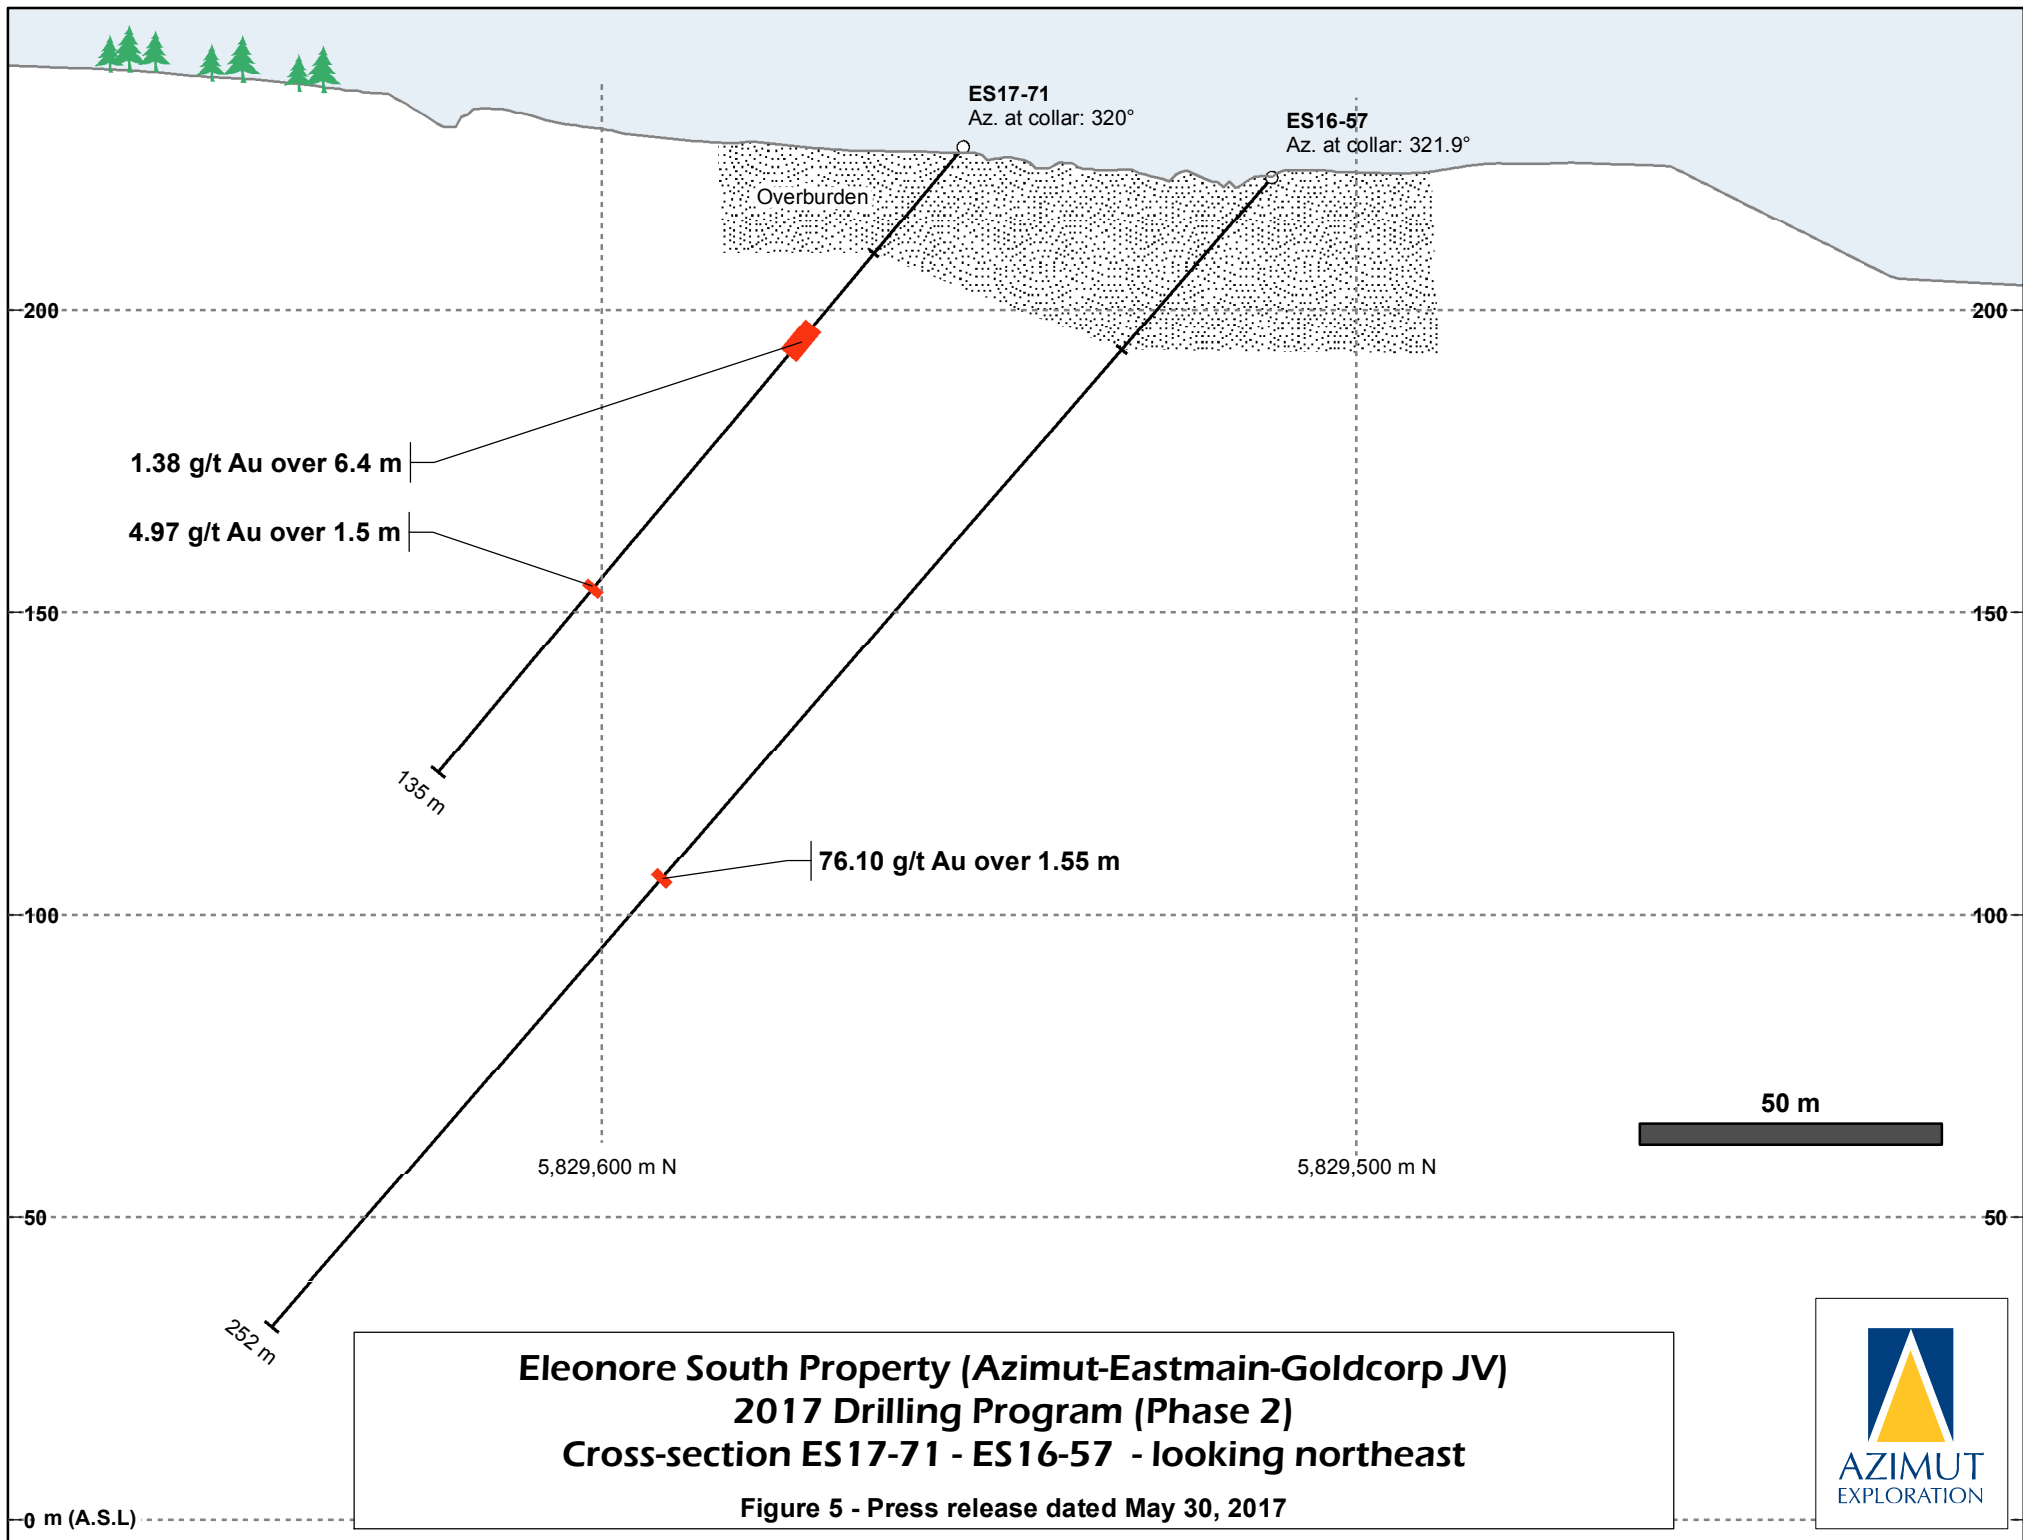 ES17-71
Az. at collar: 320°
ES16-57
Az. at collar: 321.9°
Overburden
200
200
1.38 g/t Au over 6.4 m
4.97 g/t Au over 1.5 m
150
150
135 m
76.10 g/t Au over 1.55 m
100
100
50 m
5,829,600 m N
5,829,500 m N
50
50
252 m
Eleonore South Property (Azimut-Eastmain-Goldcorp JV)
2017 Drilling Program (Phase 2)
Cross-section ES17-71 - ES16-57 - looking northeast
Figure 5 - Press release dated May 30, 2017
AZIMUT
EXPLORATION
0 m (A.S.L)